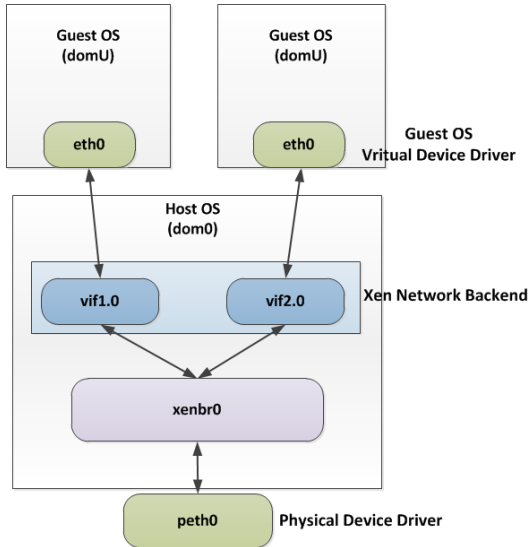 Guest OS
(domU)
Guest OS
(domU)
eth0
eth0
Guest OS
Vritual Device Driver
Host OS
(dom0)
vif1.0
vif2.0
Xen Network Backend
xenbr0
peth0
Physical Device Driver